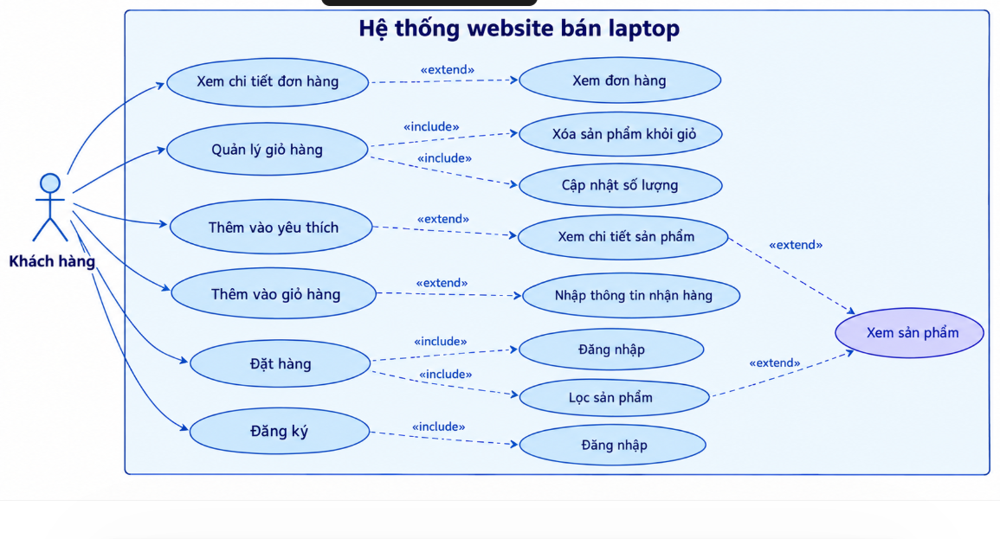 Hệ thống website bán laptop
Xem chi tiết đơn hàng
«extend»
Xem đơn hàng
Quản lý giỏ hàng
«include»
Xóa sản phẩm khỏi giỏ
«include»
Cập nhật số lượng
Thêm vào yêu thích
«extend»
Xem chi tiết sản phẩm
«extend»
Khách hàng
Thêm vào giỏ hàng
«extend»
Nhập thông tin nhận hàng
Xem sản phẩm
Đặt hàng
«include»
Đăng nhập
«include»
Lọc sản phẩm
«extend»
Đăng ký
«include»
Đăng nhập